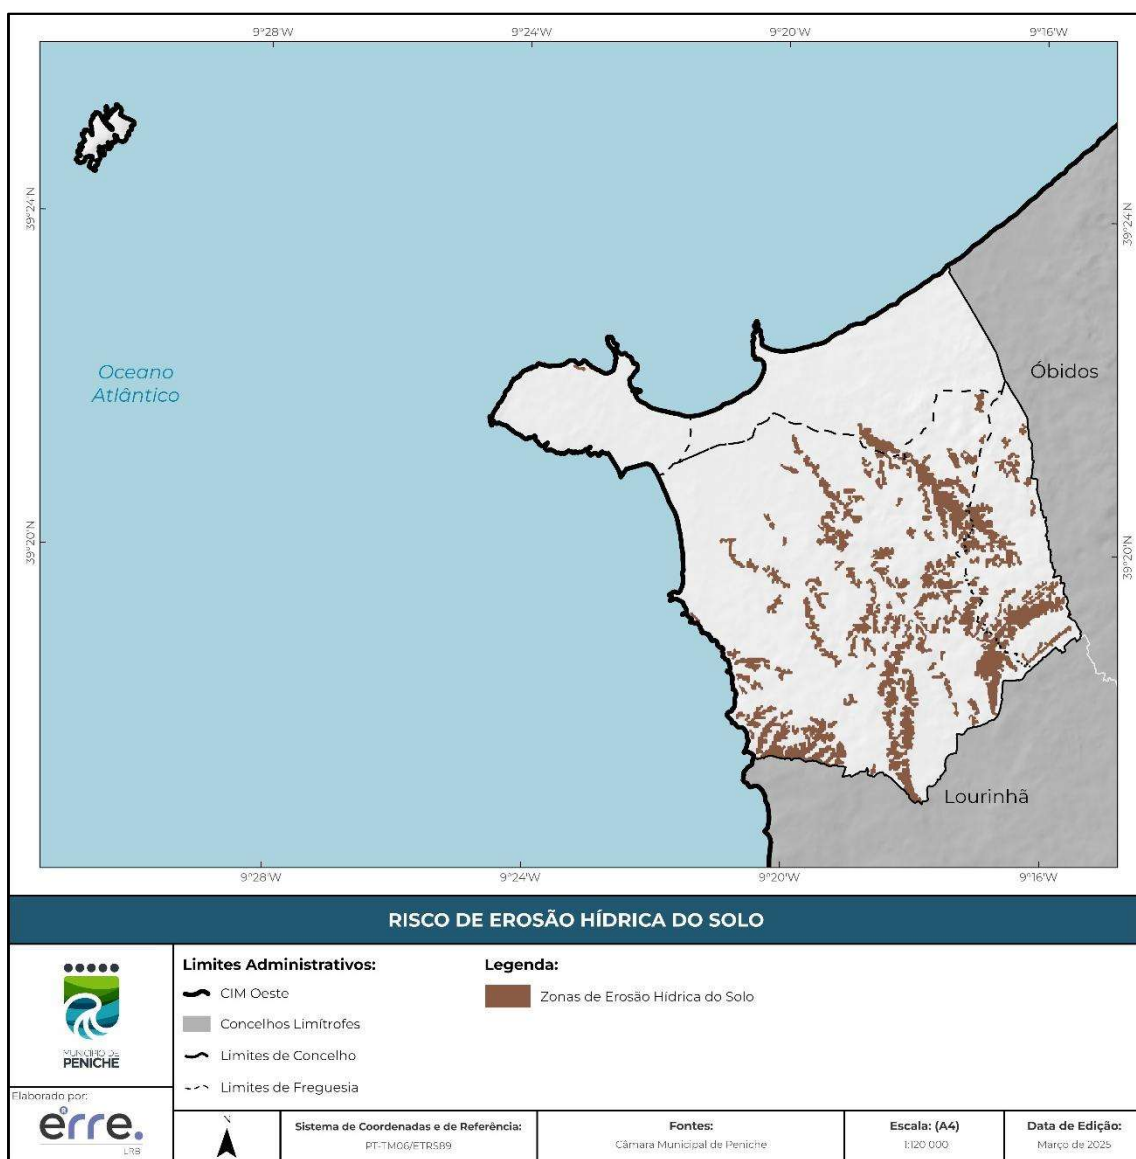 9°28'W
9°24'W
9°20'W
9°16'W
39°24'N
39°24'N
Oceano
Atlântico
Óbidos
39°20'N
39°20'N
Lourinhã
9°28'W
9°24'W
9°20'W
9°16'W
RISCO DE EROSÃO HÍDRICA DO SOLO
Limites Administrativos:
CIM Oeste
Concelhos Limítrofes
Limites de Concelho
Limites de Freguesia
Legenda:
Zonas de Erosão Hídrica do Solo
MUNICÍPIO DE
PENICHE
Elaborado por:
R
erre.
LRB
N
Sistema de Coordenadas e de Referência:
PT-TM06/ETRS89
Fontes:
Câmara Municipal de Peniche
Escala: (A4)
1:120 000
Data de Edição:
Março de 2025